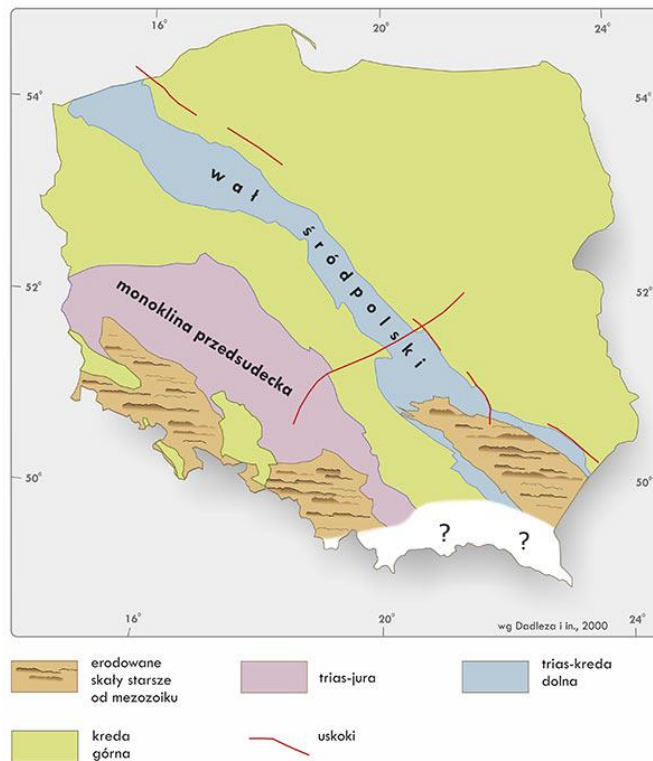 16° 20° 24°
54° 54°
wał śródpolski
52° 52°
monoklina przedsudecka
50° 50°
? ?
16° 20° 24°
wg Dadleza i in., 2000
erodowane
skały starsze
od mezozoiku
trias-jura
trias-kreda
dolna
kreda
górna
uskoki